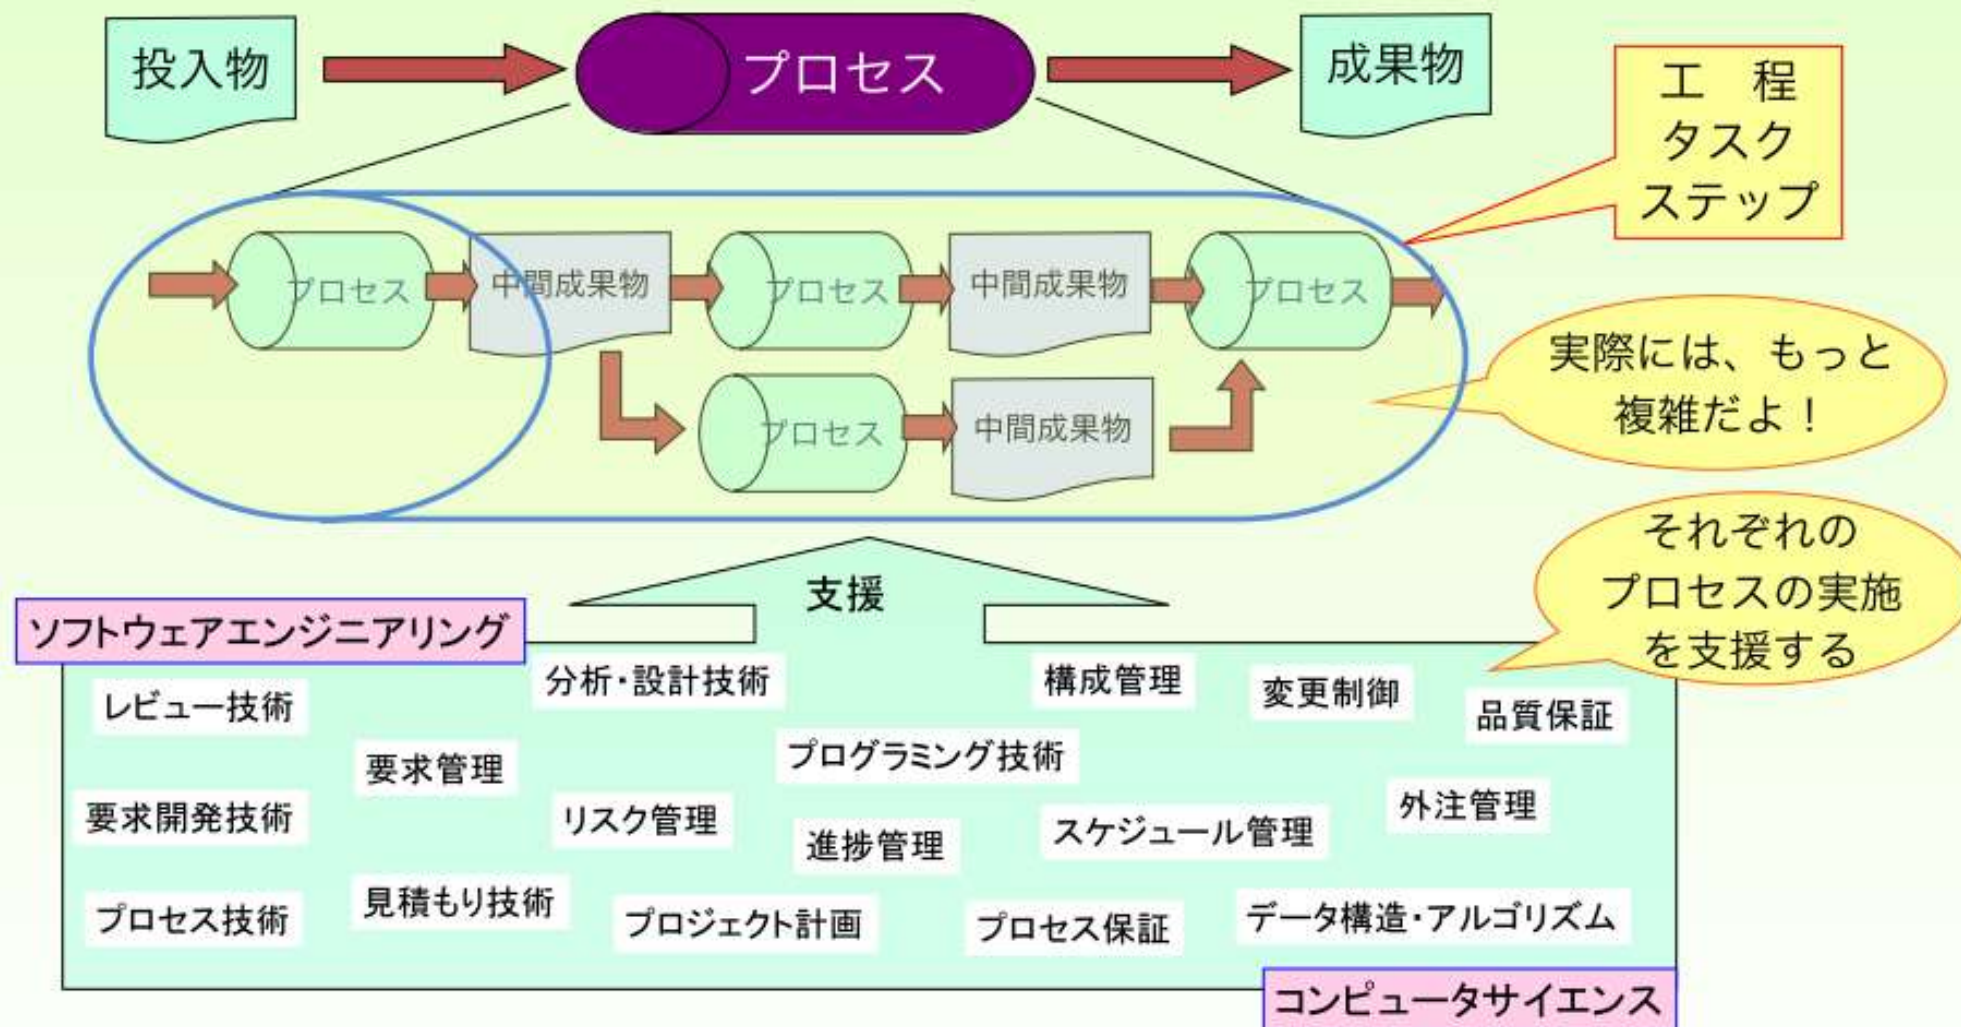 投入物
プロセス
成果物
工　程
タスク
ステップ
プロセス
中間成果物
プロセス
中間成果物
プロセス
プロセス
中間成果物
実際には、もっと
複雑だよ！
それぞれの
プロセスの実施
を支援する
支援
ソフトウェアエンジニアリング
レビュー技術
分析・設計技術
構成管理
変更制御
品質保証
要求管理
プログラミング技術
要求開発技術
リスク管理
進捗管理
スケジュール管理
外注管理
プロセス技術
見積もり技術
プロジェクト計画
プロセス保証
データ構造・アルゴリズム
コンピュータサイエンス